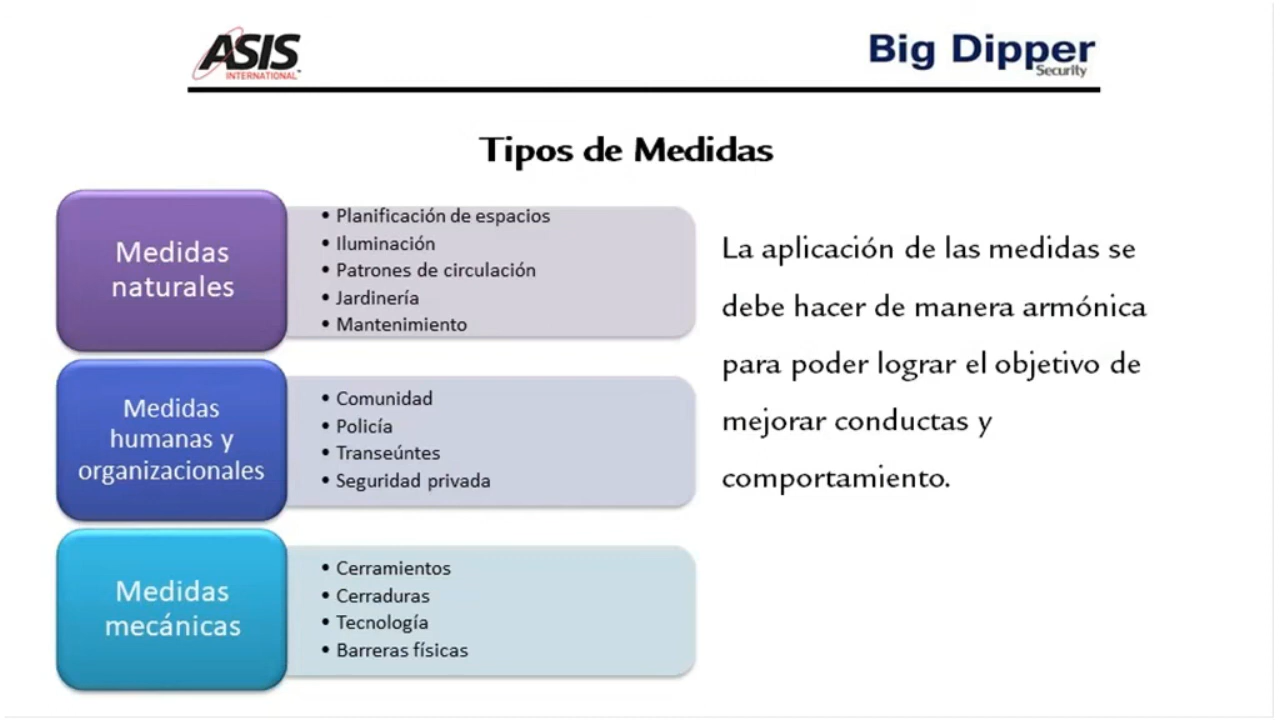 ASIS
INTERNATIONAL
Big Dipper
Security
Tipos de Medidas
Medidas
naturales
• Planificación de espacios
• Iluminación
• Patrones de circulación
• Jardinería
• Mantenimiento
Medidas
humanas y
organizacionales
• Comunidad
• Policía
• Transeúntes
• Seguridad privada
Medidas
mecánicas
• Cerramientos
• Cerraduras
• Tecnología
• Barreras físicas
La aplicación de las medidas se
debe hacer de manera armónica
para poder lograr el objetivo de
mejorar conductas y
comportamiento.